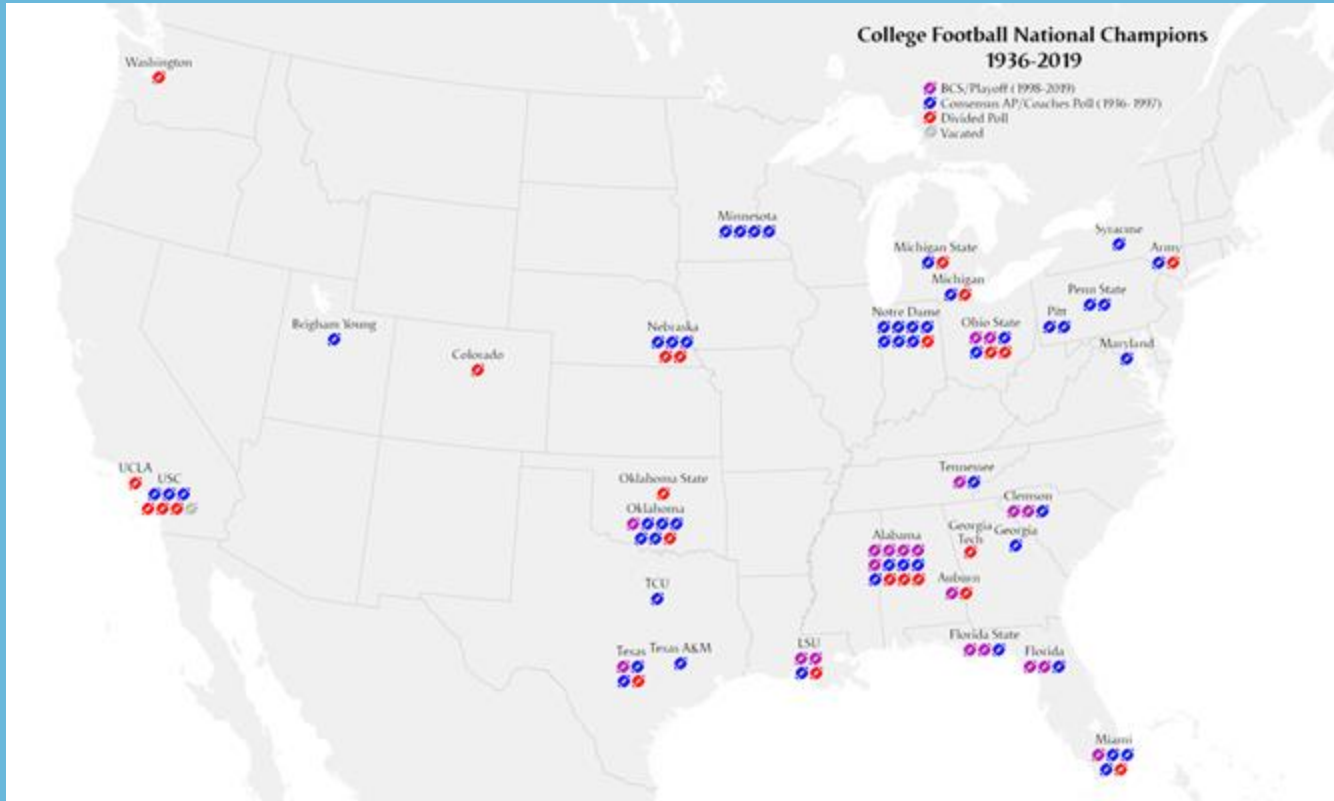 College Football National Champions
1936-2019
BCS/Playoff (1998-2019)
Consensus AP/Coaches Poll (1936-1997)
Divided Poll
Vacated
Washington
Minnesota
Syracuse
Michigan State
Army
Michigan
Penn State
Notre Dame
Pitt
Ohio State
Brigham Young
Nebraska
Maryland
Colorado
UCLA
USC
Tennessee
Oklahoma State
Clemson
Oklahoma
Georgia
Tech
Georgia
Alabama
TCU
Auburn
Florida State
LSU
Texas
Texas A&M
Florida
Miami